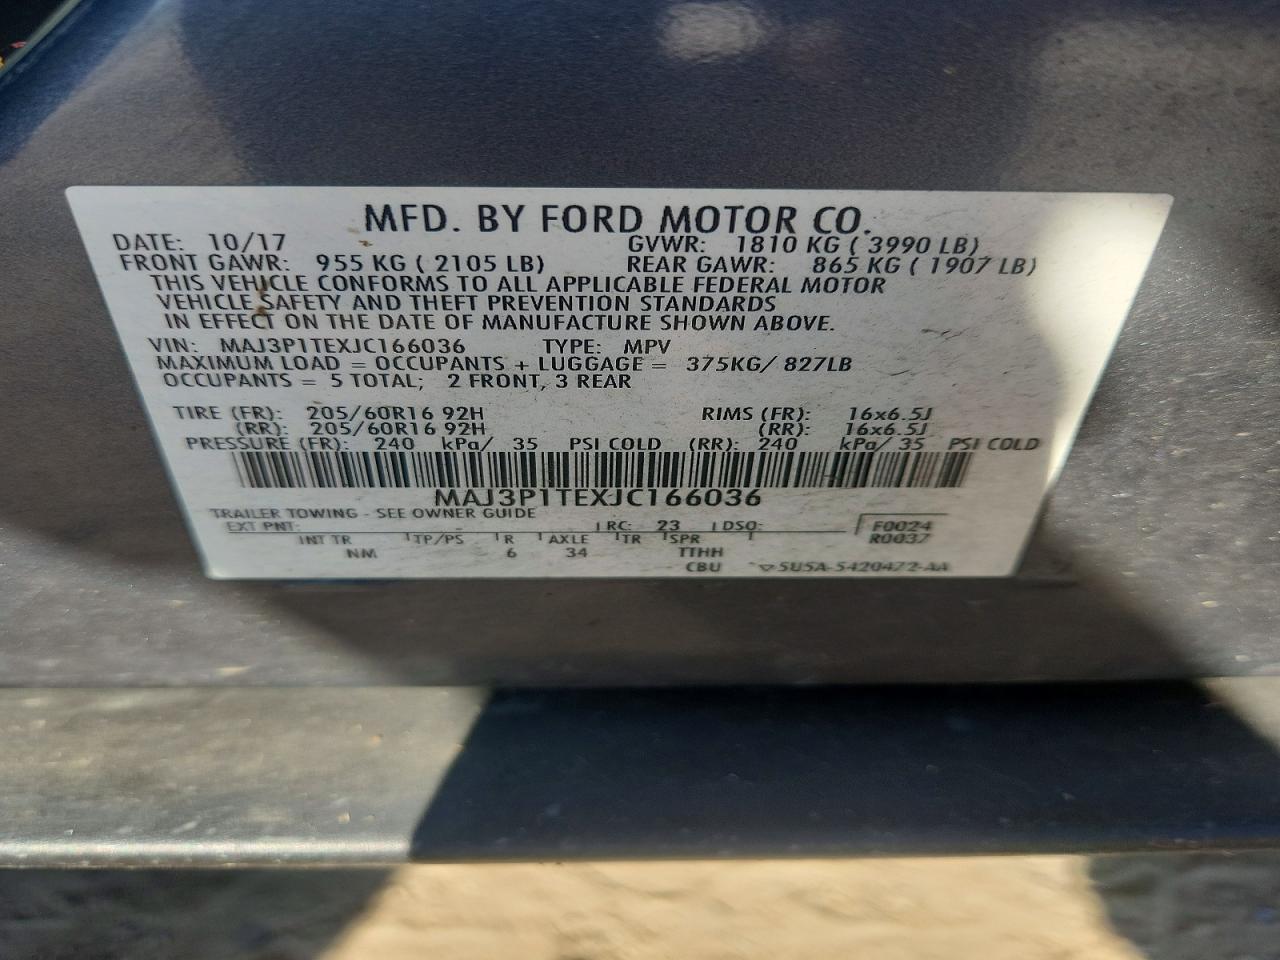 MFD. BY FORD MOTOR CO.
DATE: 10/17 GVWR: 1810 KG ( 3990 LB)
FRONT GAWR: 955 KG ( 2105 LB) REAR GAWR: 865 KG ( 1907 LB)
THIS VEHICLE CONFORMS TO ALL APPLICABLE FEDERAL MOTOR
VEHICLE SAFETY AND THEFT PREVENTION STANDARDS
IN EFFECT ON THE DATE OF MANUFACTURE SHOWN ABOVE.
VIN: MAJ3P1TEXJC166036 TYPE: MPV
MAXIMUM LOAD = OCCUPANTS + LUGGAGE = 375KG/ 827LB
OCCUPANTS = 5 TOTAL; 2 FRONT, 3 REAR
TIRE (FR): 205/60R16 92H RIMS (FR): 16x6.5J
(RR): 205/60R16 92H (RR): 16x6.5J
PRESSURE (FR): 240 kPa/ 35 PSI COLD (RR): 240 kPa/ 35 PSI COLD
MAJ3P1TEXJC166036
TRAILER TOWING - SEE OWNER GUIDE
EXT PNT: RC: 23 DSO: F0024
INT TR TP/PS R AXLE TR SPR R0037
NM 6 34 TTHH
CBU 5U5A-5420472-AA